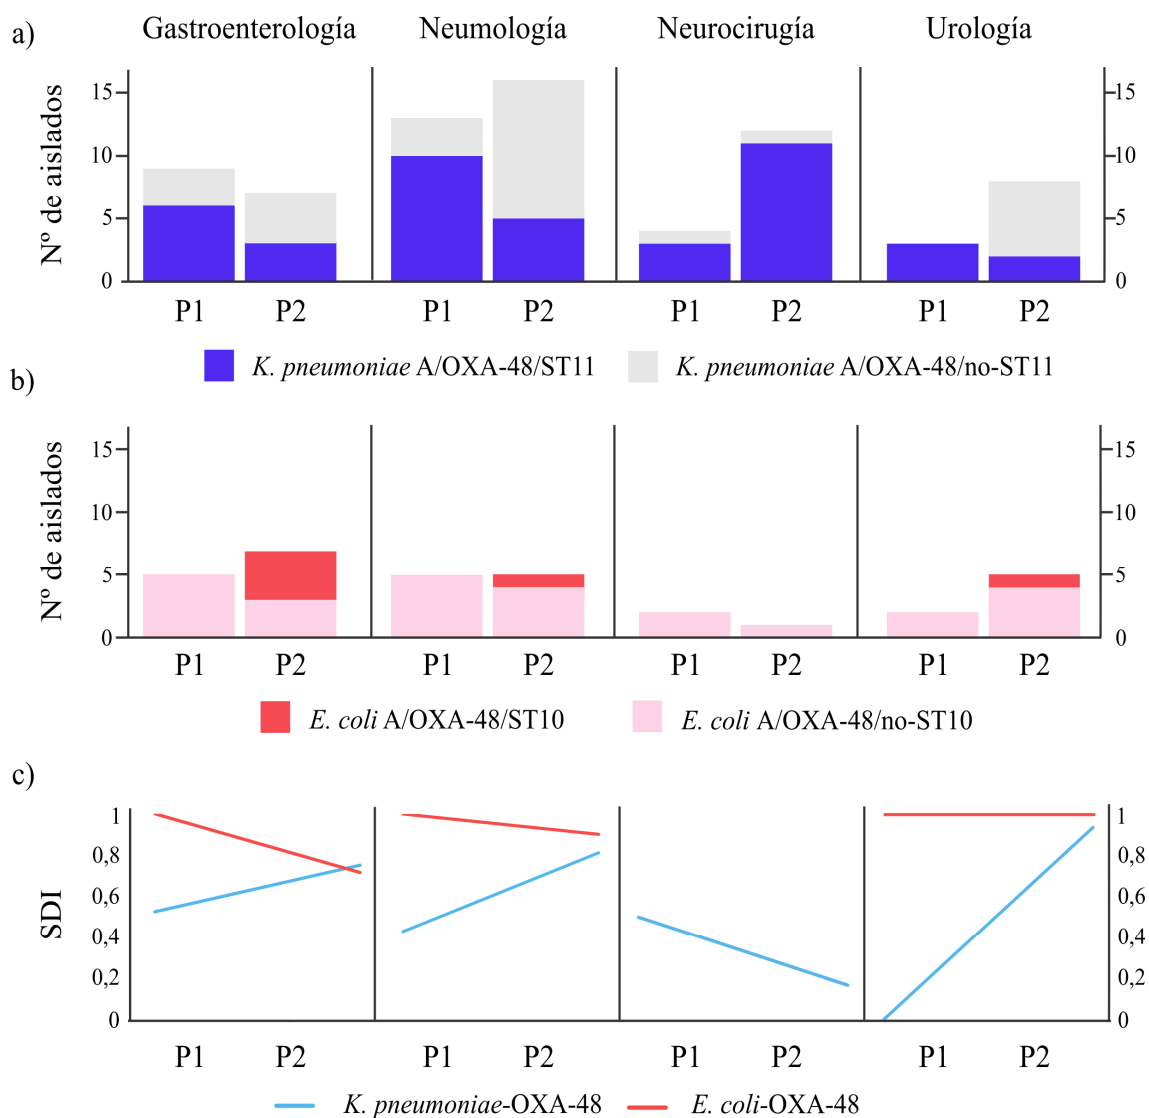 a)
Gastroenterología Neumología Neurocirugía Urología
Nº de aislados
15 15
10 10
5 5
0 0
P1 P2 P1 P2 P1 P2 P1 P2
K. pneumoniae A/OXA-48/ST11 K. pneumoniae A/OXA-48/no-ST11
b)
Nº de aislados
15 15
10 10
5 5
0 0
P1 P2 P1 P2 P1 P2 P1 P2
E. coli A/OXA-48/ST10 E. coli A/OXA-48/no-ST10
c)
SDI
1 1
0,8 0,8
0,6 0,6
0,4 0,4
0,2 0,2
0 0
P1 P2 P1 P2 P1 P2 P1 P2
K. pneumoniae-OXA-48 E. coli-OXA-48